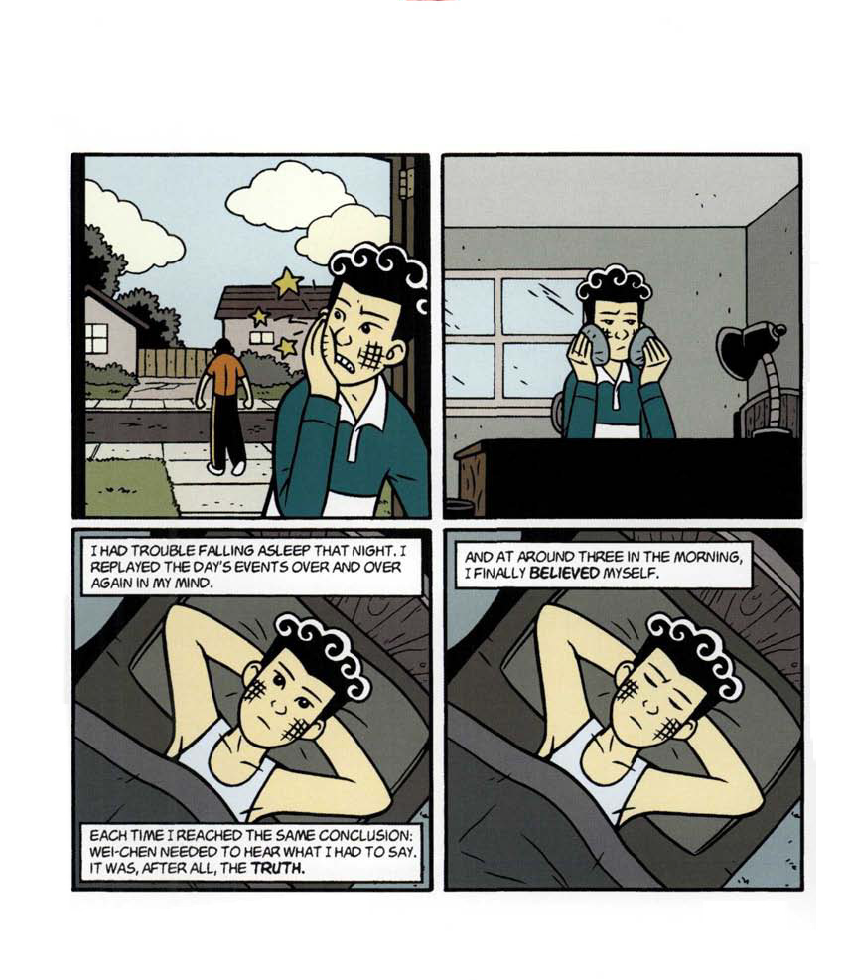 I HAD TROUBLE FALLING ASLEEP THAT NIGHT. I
REPLAYED THE DAY'S EVENTS OVER AND OVER
AGAIN IN MY MIND.
EACH TIME I REACHED THE SAME CONCLUSION:
WEI-CHEN NEEDED TO HEAR WHAT I HAD TO SAY.
IT WAS, AFTER ALL, THE TRUTH.
AND AT AROUND THREE IN THE MORNING,
I FINALLY BELIEVED MYSELF.